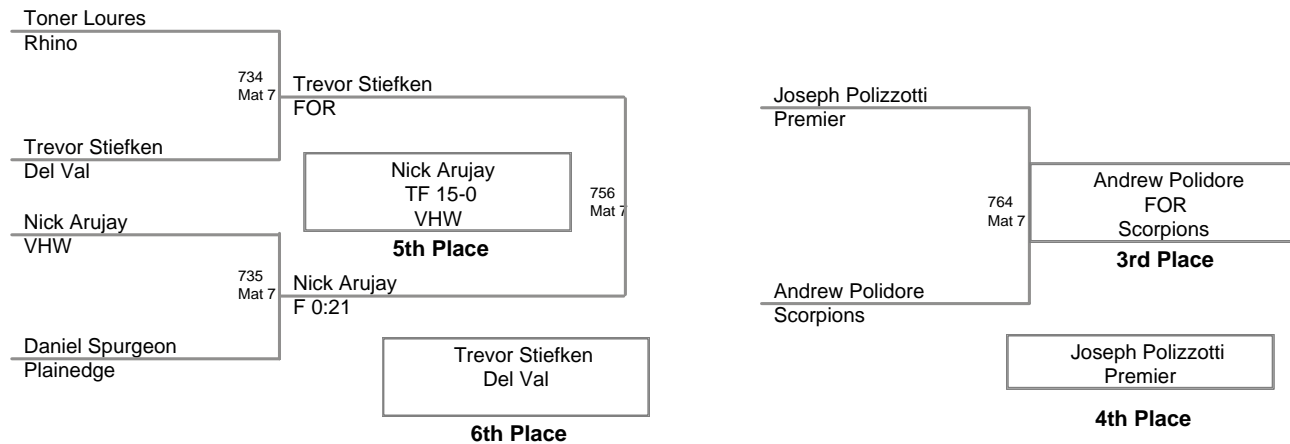 Toner Loures
Rhino
734
Mat 7
Trevor Stiefken
FOR
Trevor Stiefken
Del Val
Nick Arujay
TF 15-0
VHW
5th Place
756
Mat 7
Nick Arujay
VHW
735
Mat 7
Nick Arujay
F 0:21
Daniel Spurgeon
Plainedge
Trevor Stiefken
Del Val
6th Place
Joseph Polizzotti
Premier
764
Mat 7
Andrew Polidore
FOR
Scorpions
3rd Place
Andrew Polidore
Scorpions
Joseph Polizzotti
Premier
4th Place